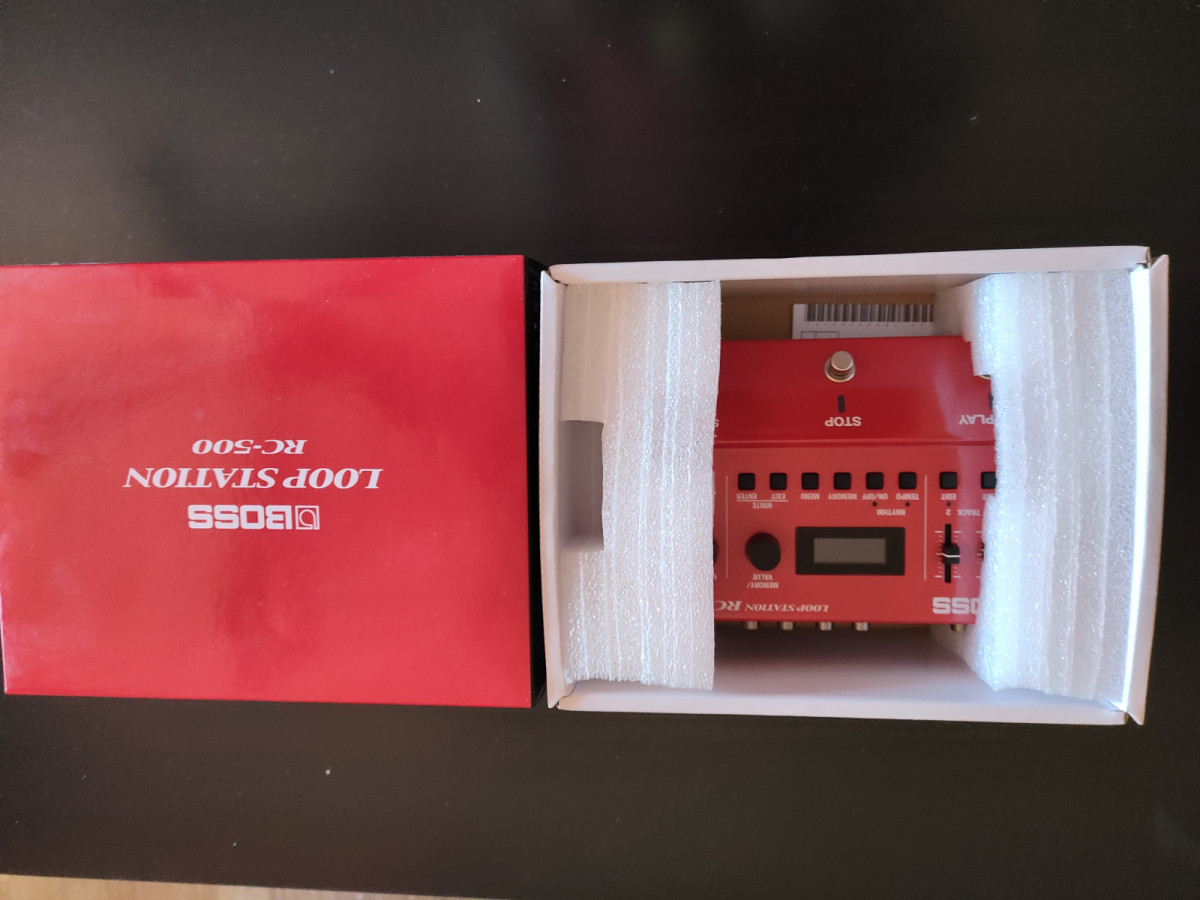 BOSS
LOOP STATION
RC-500
BOSS
LOOP STATION RC
MEMORY/
VALUE
TRACK 2
RHYTHM
WRITE
EDIT
TEMPO
ON/OFF
MEMORY
MENU
EXIT
ENTER
STOP